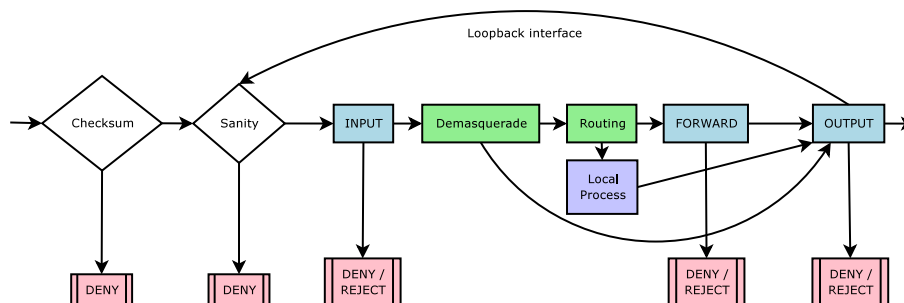 Loopback interface
Checksum
Sanity
INPUT
Demasquerade
Routing
FORWARD
OUTPUT
Local
Process
DENY
DENY
DENY /
REJECT
DENY /
REJECT
DENY /
REJECT